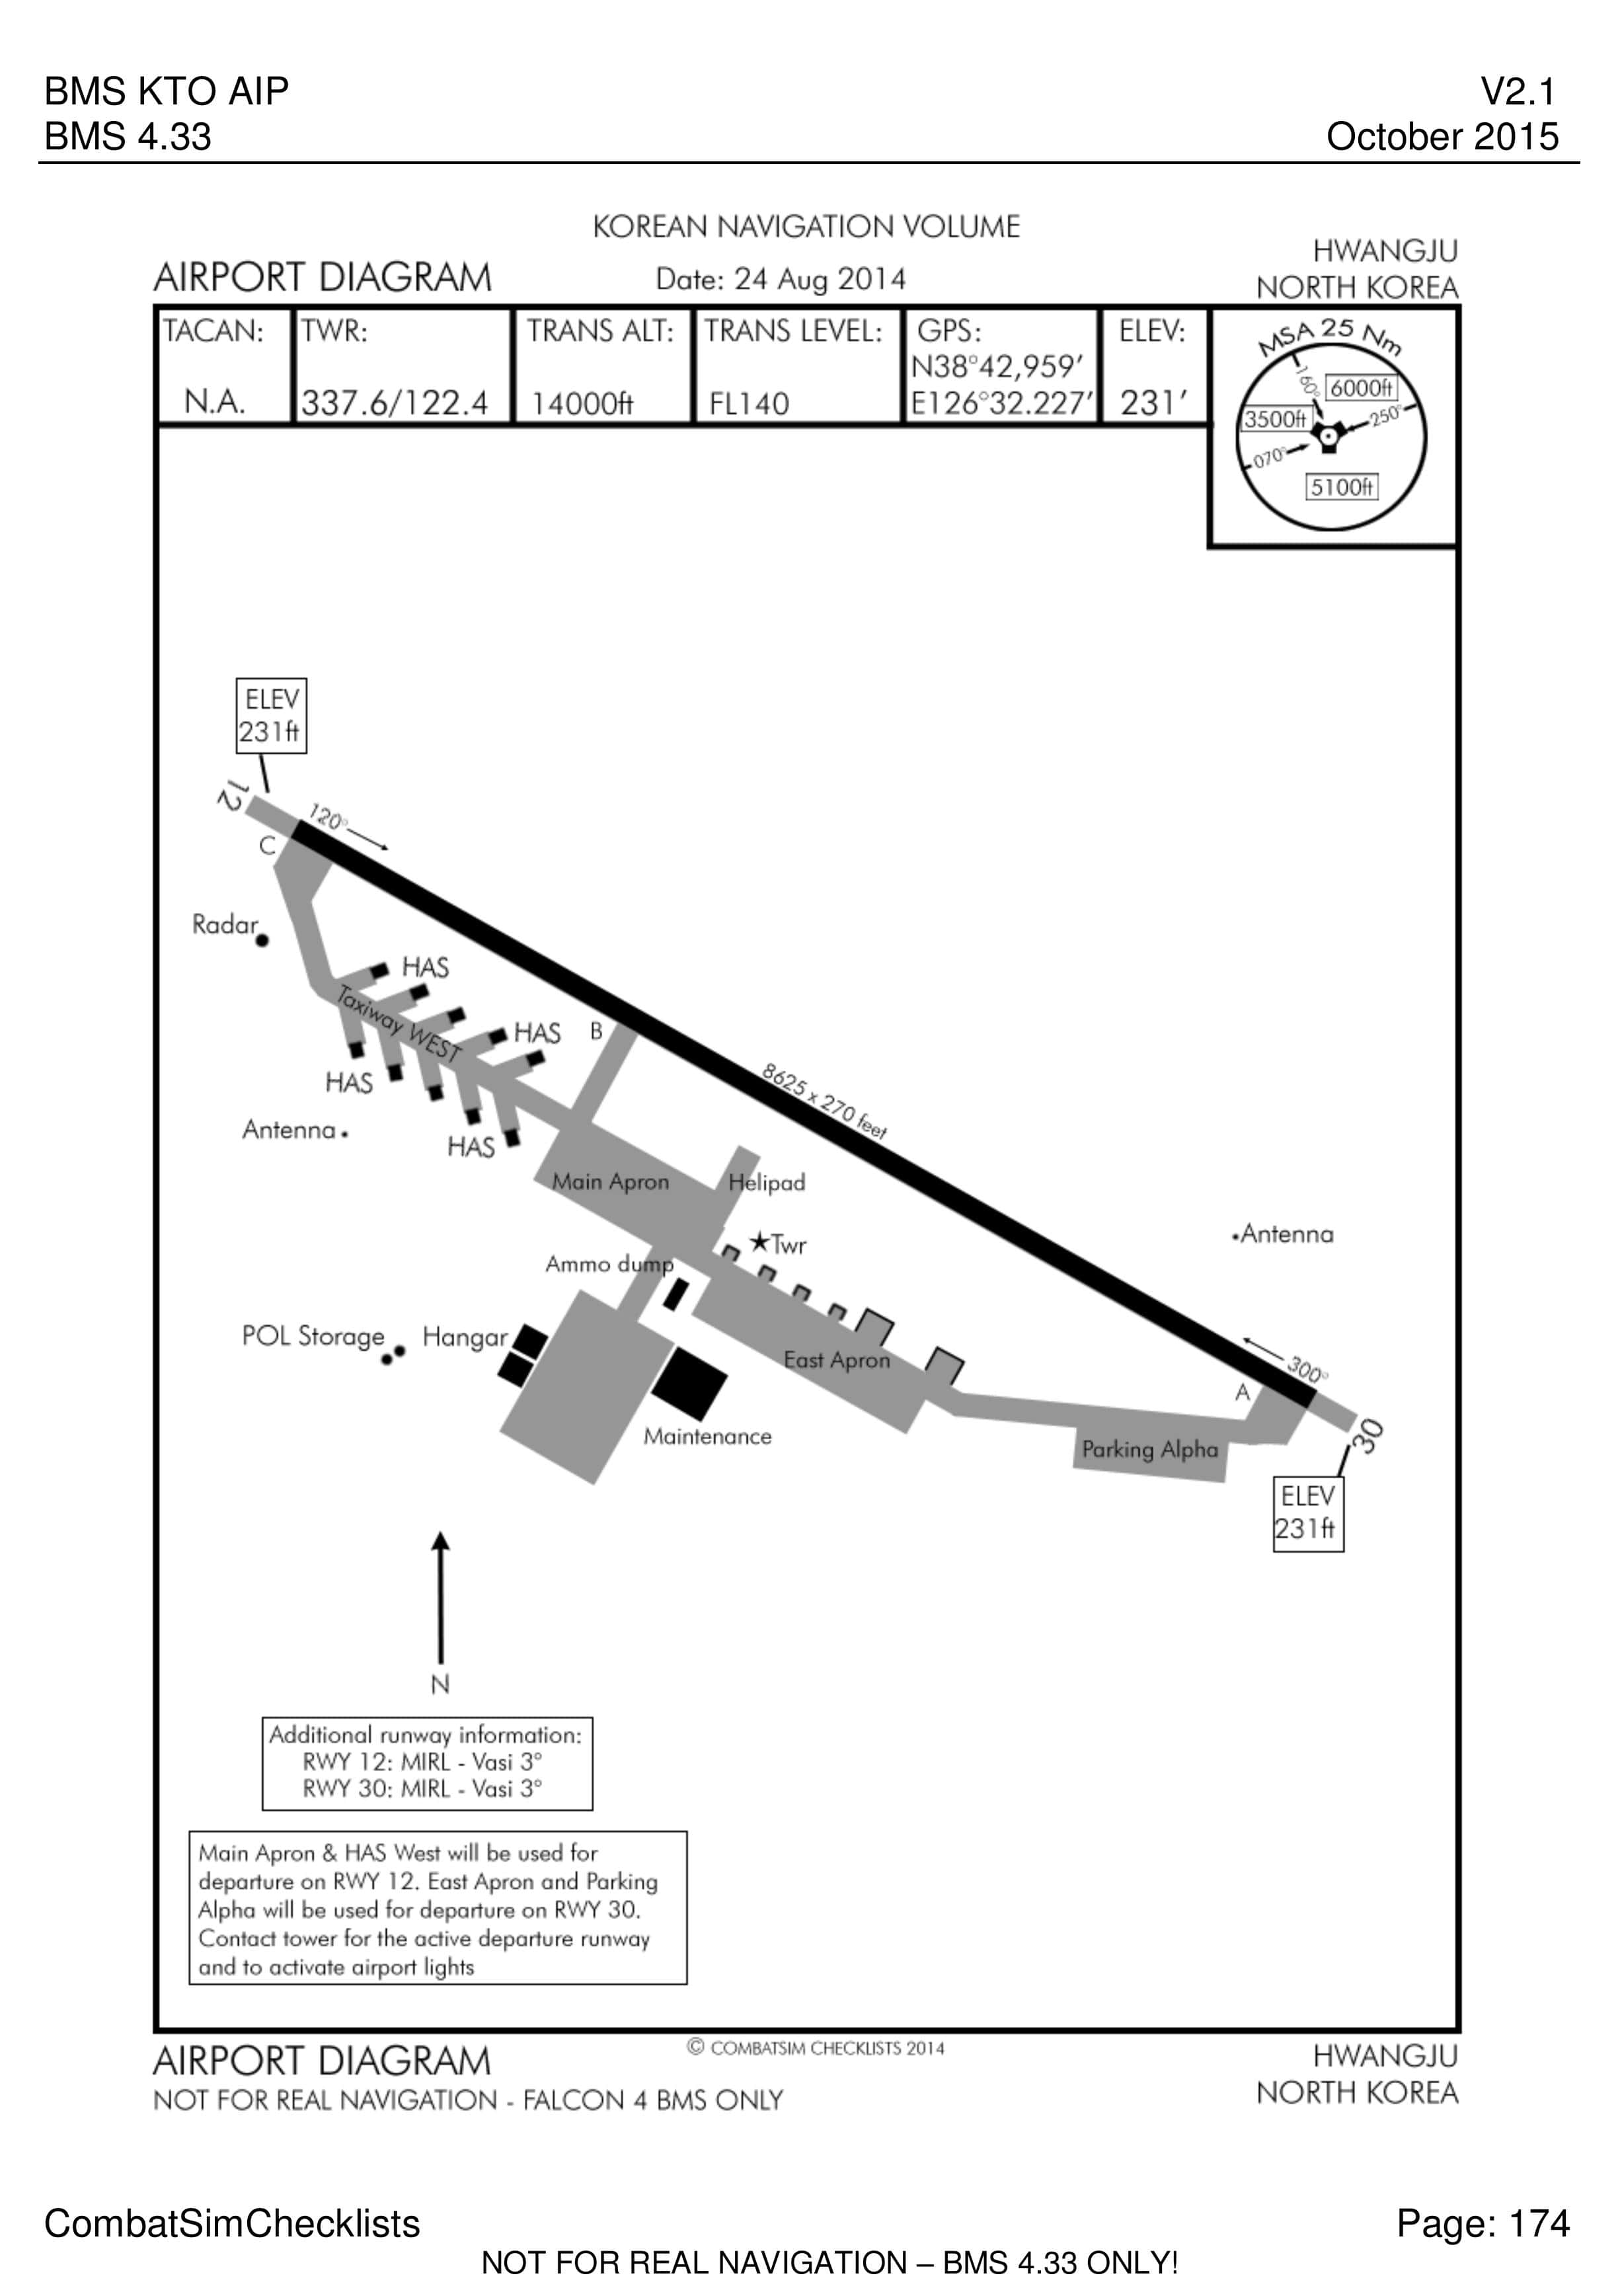 BMS KTO AIP
V2.1
BMS 4.33
October 2015
KOREAN NAVIGATION VOLUME
AIRPORT DIAGRAM
Date: 24 Aug 2014
HWANGJU
NORTH KOREA
TACAN:
N.A.
TWR:
337.6/122.4
TRANS ALT:
14000ft
TRANS LEVEL:
FL140
GPS:
N38°42,959’
E126°32.227’
ELEV:
231’
MSA 25 Nm
160°
6000ft
3500ft
250°
070°
5100ft
ELEV
231ft
12
120°
C
Radar
HAS
Taxiway WEST
HAS
B
HAS
8625 x 270 feet
Antenna
HAS
Main Apron
Helipad
Antenna
Twr
Ammo dump
POL Storage
Hangar
East Apron
300°
A
30
Maintenance
Parking Alpha
ELEV
231ft
N
Additional runway information:
RWY 12: MIRL - Vasi 3°
RWY 30: MIRL - Vasi 3°
Main Apron & HAS West will be used for
departure on RWY 12. East Apron and Parking
Alpha will be used for departure on RWY 30.
Contact tower for the active departure runway
and to activate airport lights
AIRPORT DIAGRAM
© COMBATSIM CHECKLISTS 2014
HWANGJU
NOT FOR REAL NAVIGATION - FALCON 4 BMS ONLY
NORTH KOREA
CombatSimChecklists
Page: 174
NOT FOR REAL NAVIGATION – BMS 4.33 ONLY!